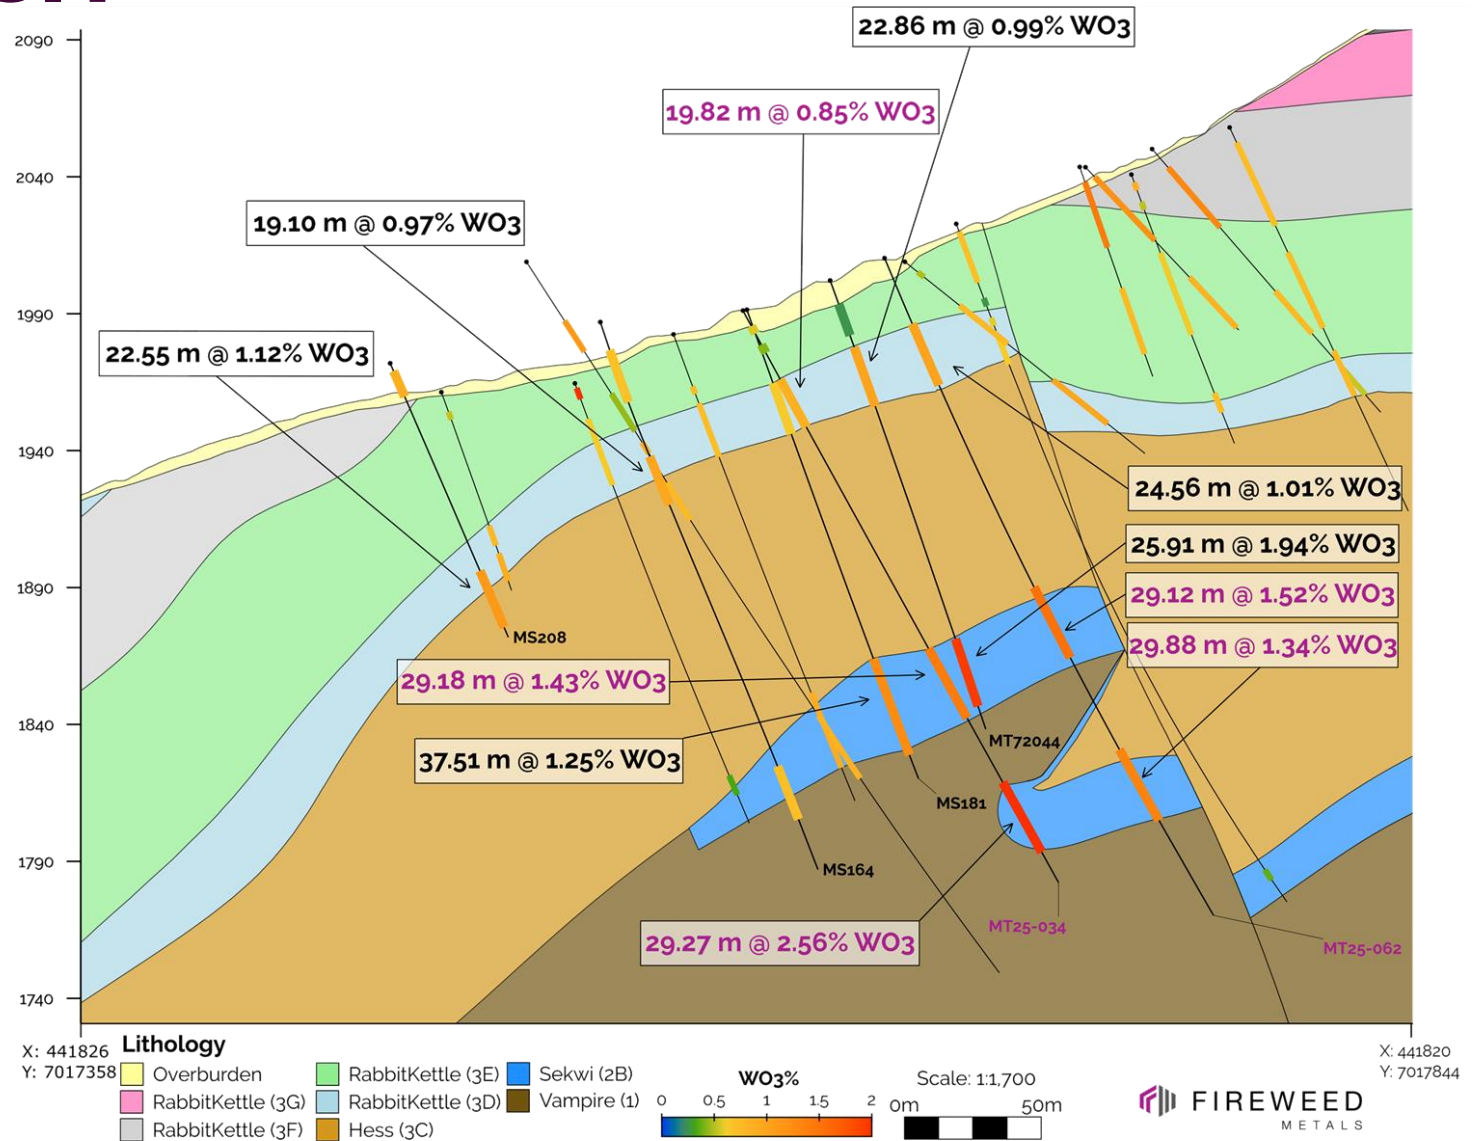 22.86 m @ 0.99% WO3
2090
19.82 m @ 0.85% WO3
2040
19.10 m @ 0.97% WO3
1990
22.55 m @ 1.12% WO3
1940
24.56 m @ 1.01% WO3
25.91 m @ 1.94% WO3
1890
29.12 m @ 1.52% WO3
MS208
29.88 m @ 1.34% WO3
29.18 m @ 1.43% WO3
1840
MT72044
37.51 m @ 1.25% WO3
MS181
1790
MS164
MT25-034
29.27 m @ 2.56% WO3
MT25-062
1740
X: 441826
Y: 7017358
X: 441820
Y: 7017844
Lithology
Overburden
RabbitKettle (3G)
RabbitKettle (3F)
RabbitKettle (3E)
RabbitKettle (3D)
Hess (3C)
Sekwi (2B)
Vampire (1)
WO3%
0 0.5 1 1.5 2
Scale: 1:1,700
0m 50m
FIREWEED
METALS